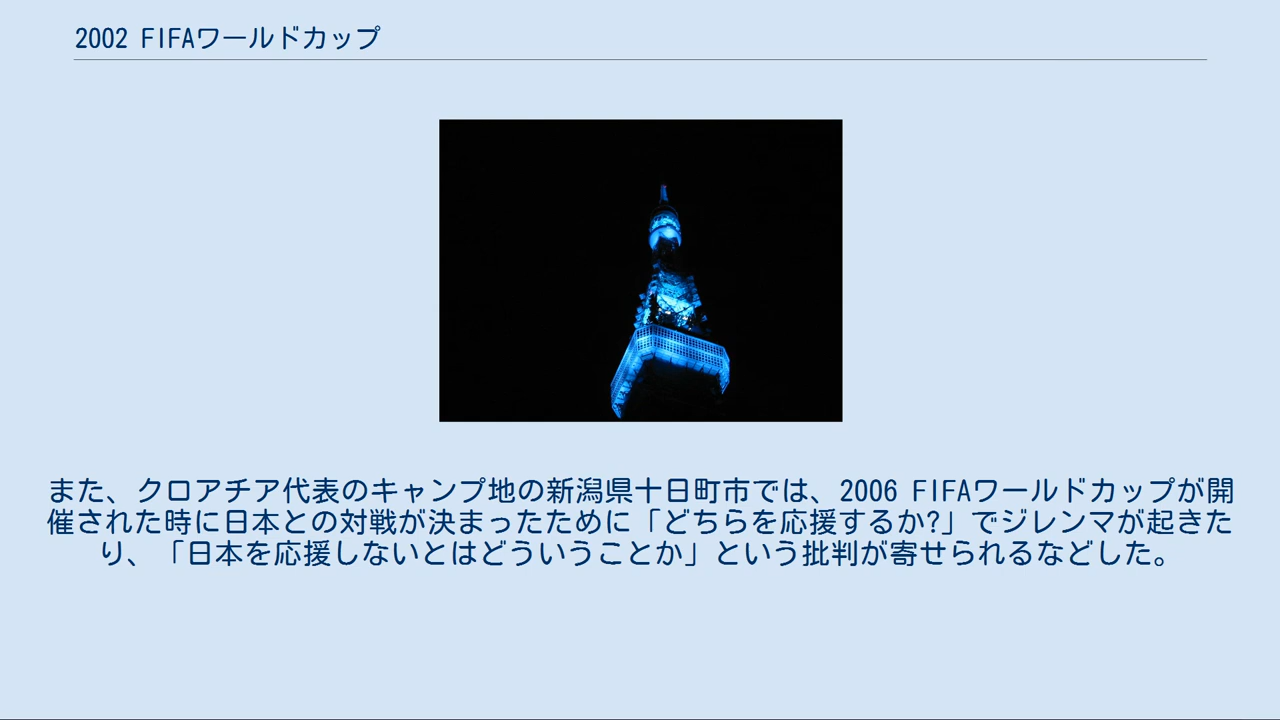 2002 FIFAワールドカップ
また、クロアチア代表のキャンプ地の新潟県十日町市では、2006 FIFAワールドカップが開
催された時に日本との対戦が決まったために「どちらを応援するか?」でジレンマが起きた
り、「日本を応援しないとはどういうことか」という批判が寄せられるなどした。